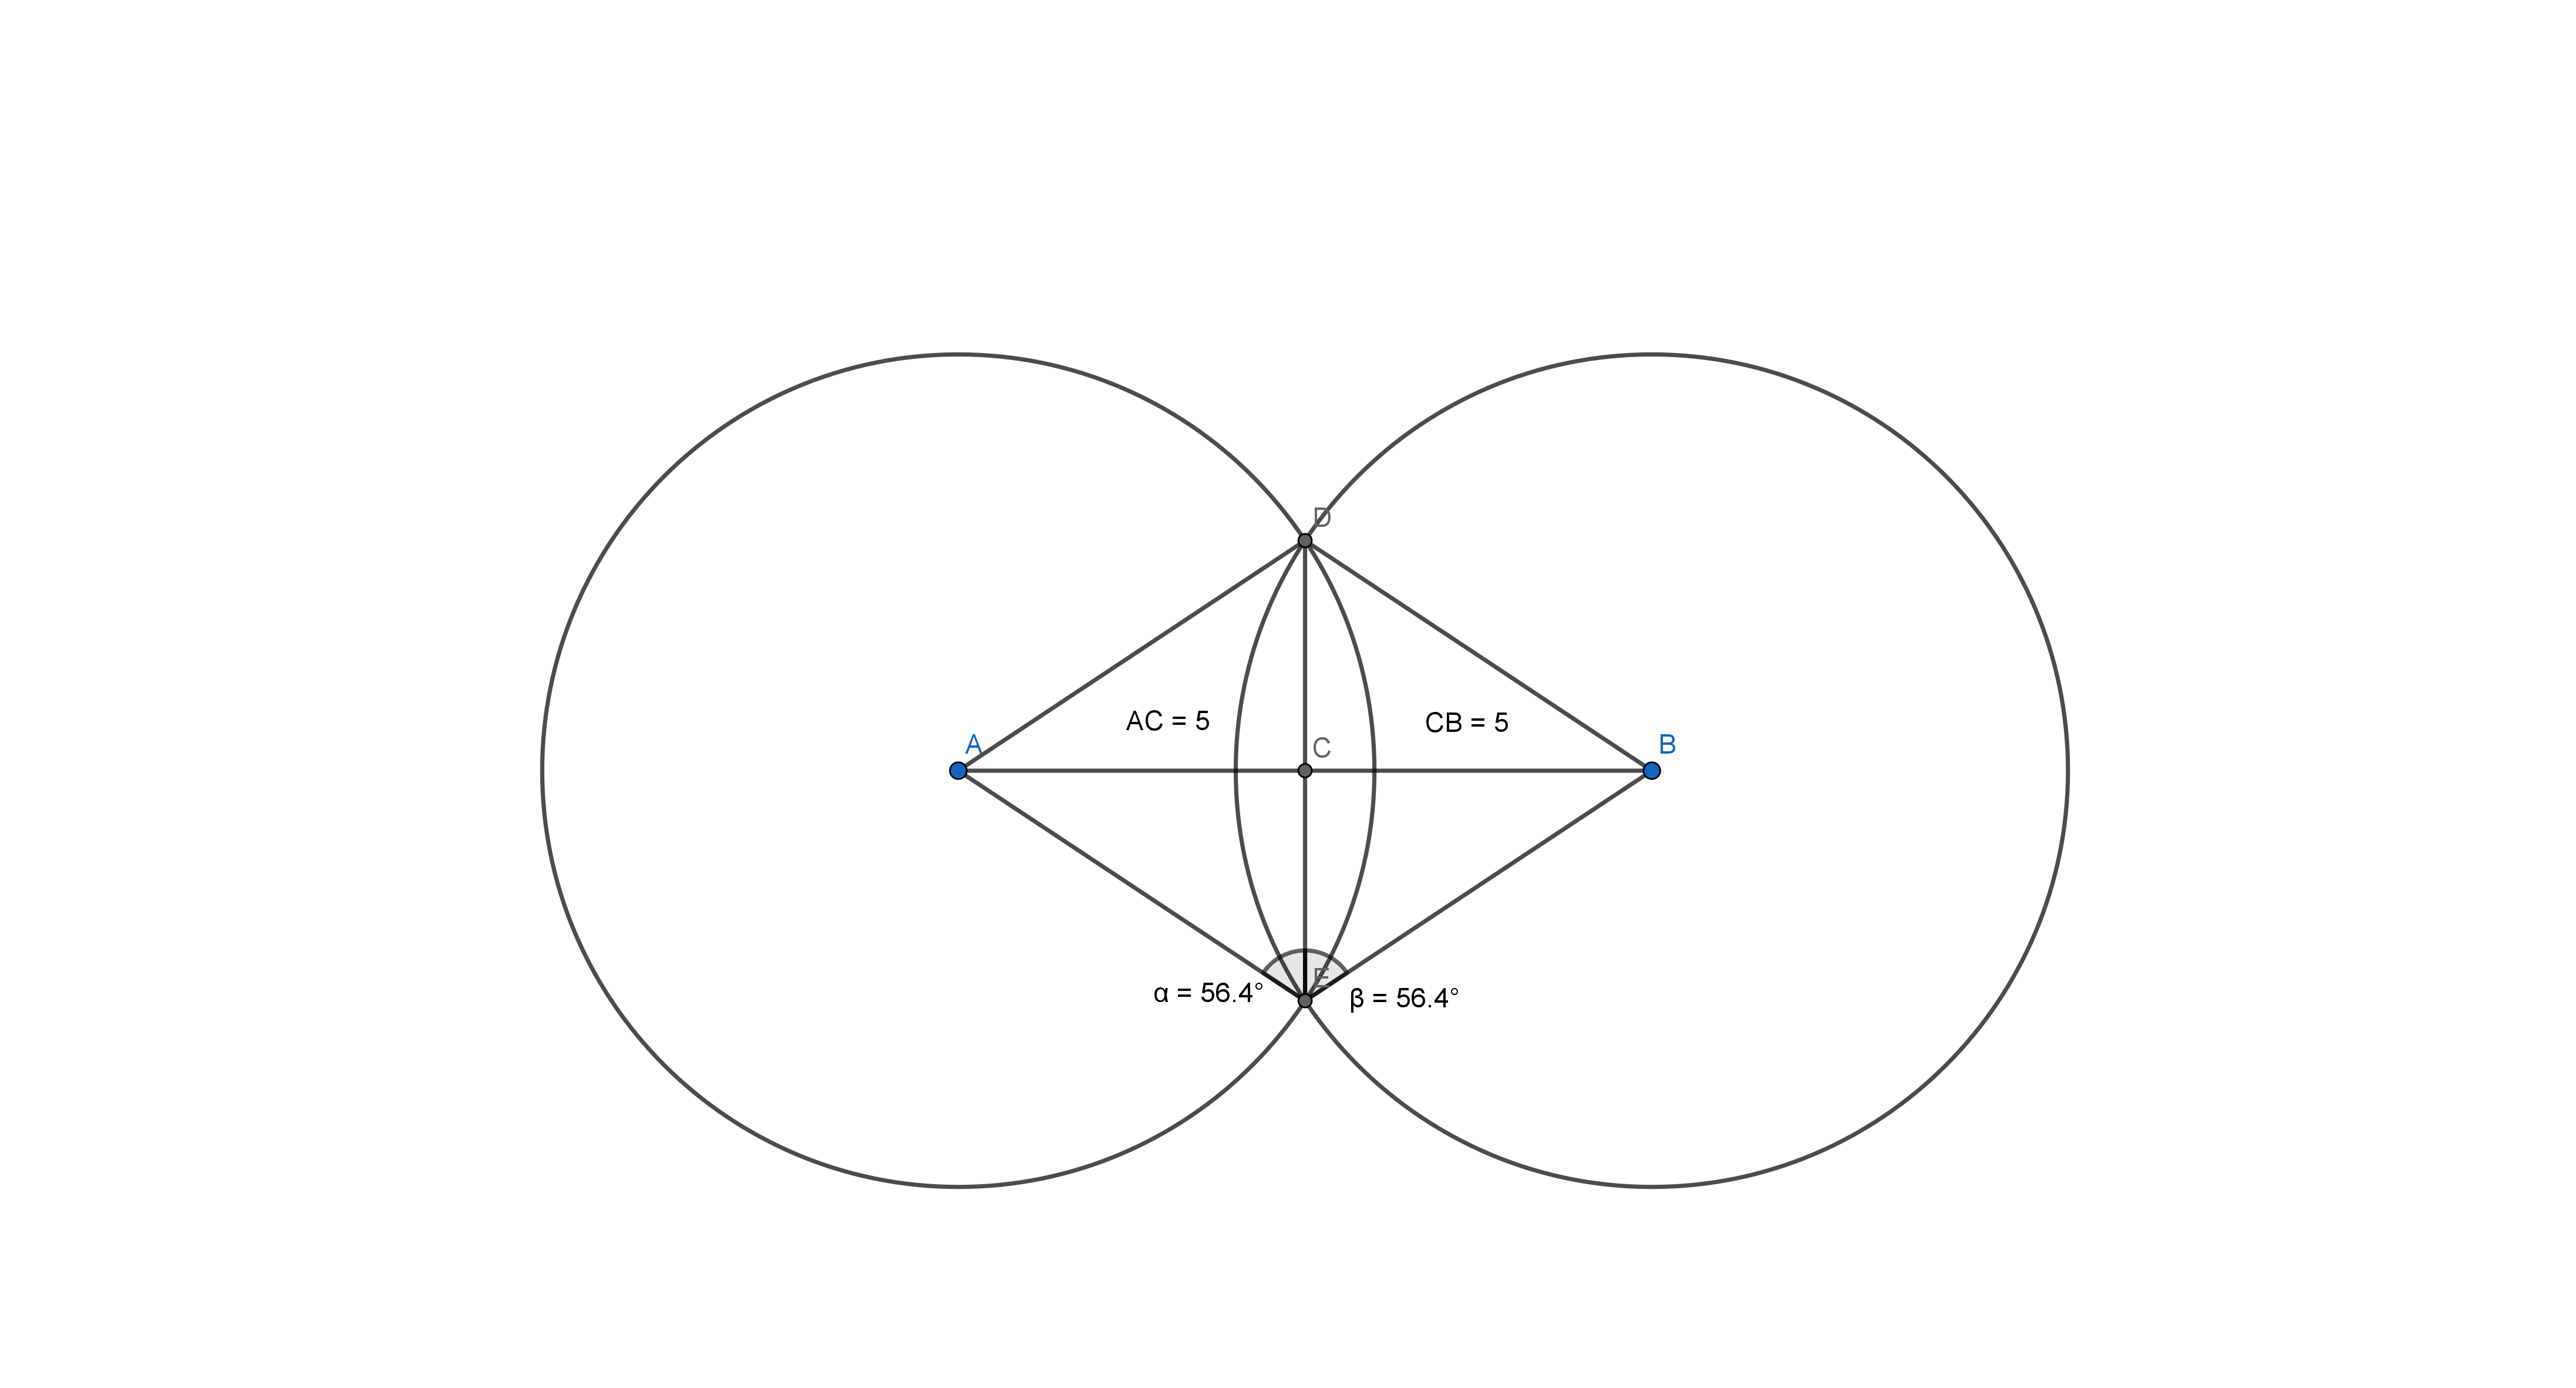 D
AC = 5
CB = 5
A
C
B
E
α = 56.4°
β = 56.4°